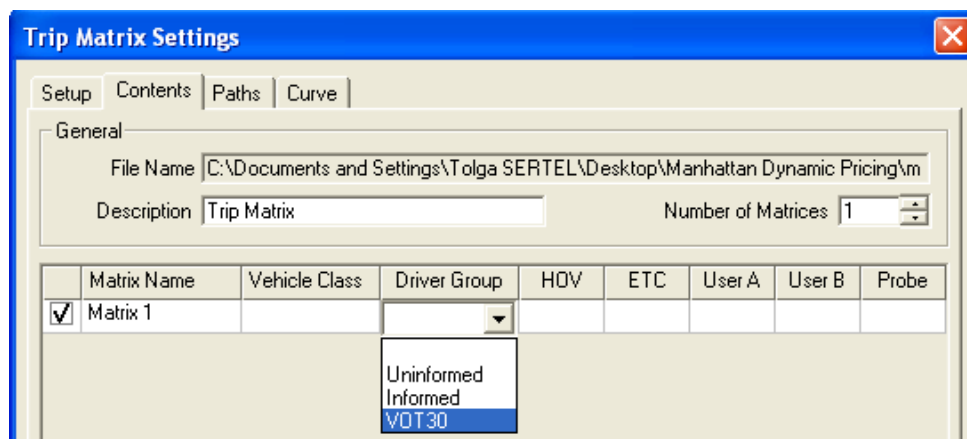 Trip Matrix Settings
Setup Contents Paths Curve
General
File Name C:\Documents and Settings\Tolga SERTEL\Desktop\Manhattan Dynamic Pricing\m
Description Trip Matrix Number of Matrices 1
Matrix Name Vehicle Class Driver Group HOV ETC User A User B Probe
Matrix 1
Uninformed
Informed
VOT30